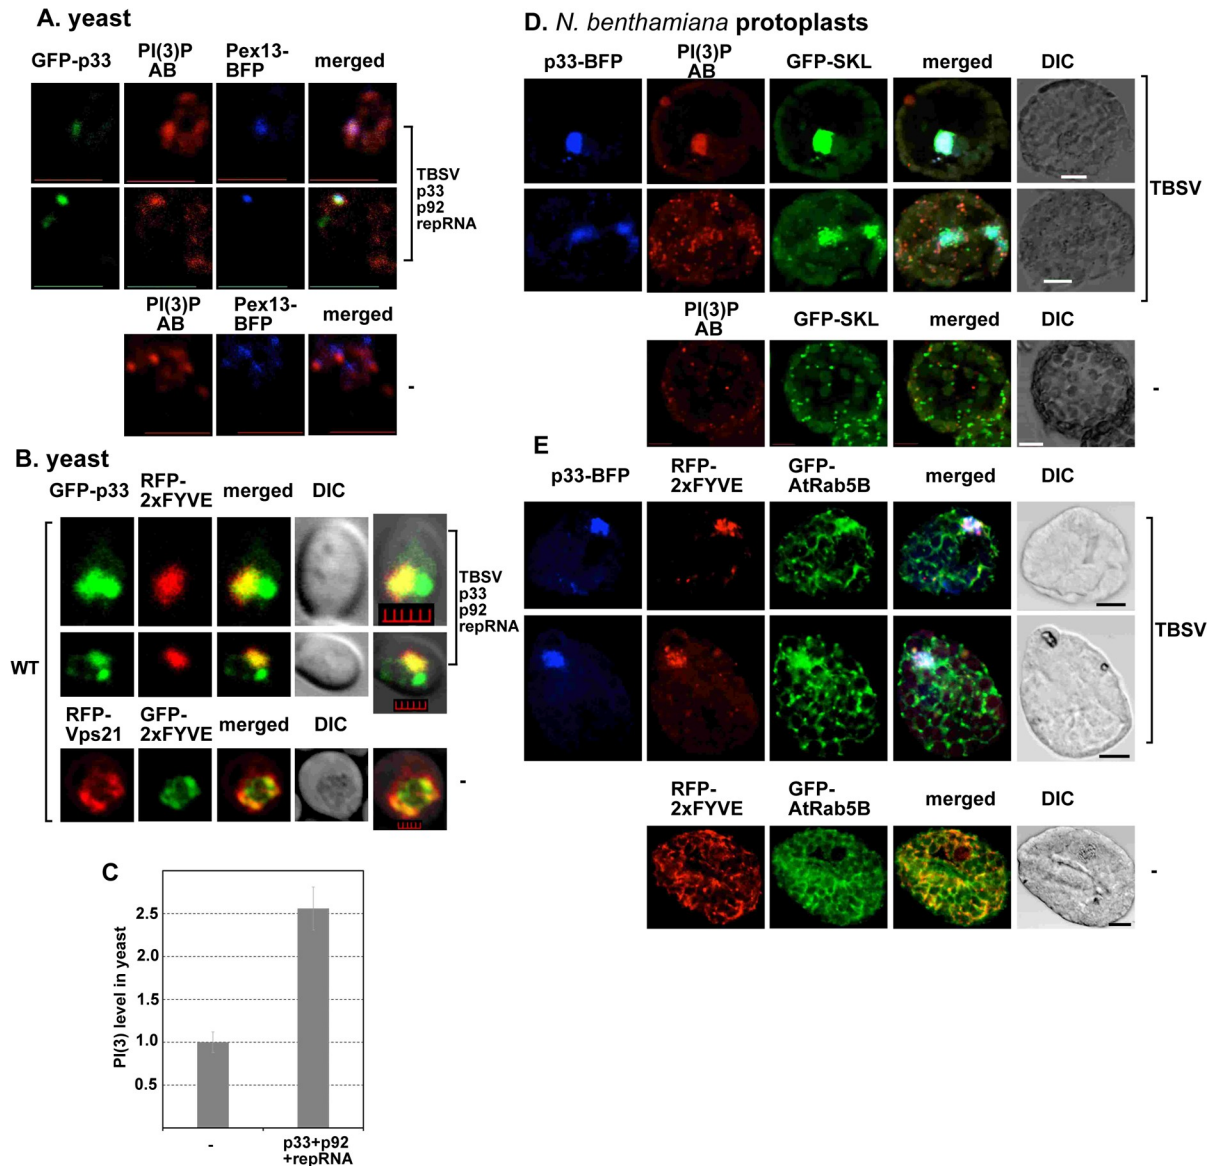 A. yeast
GFP-p33
PI(3)P
AB
Pex13-
BFP
merged
TBSV
p33
p92
repRNA
PI(3)P
AB
Pex13-
BFP
merged
-
B. yeast
GFP-p33
RFP-
2xFYVE
merged
DIC
TBSV
p33
p92
repRNA
WT
RFP-
Vps21
GFP-
2xFYVE
merged
DIC
-
C
PI(3) level in yeast
2.5
2.0
1.5
1.0
0.5
-
p33+p92
+repRNA
D. N. benthamiana protoplasts
p33-BFP
PI(3)P
AB
GFP-SKL
merged
DIC
TBSV
PI(3)P
AB
GFP-SKL
merged
DIC
-
E
p33-BFP
RFP-
2xFYVE
GFP-
AtRab5B
merged
DIC
TBSV
RFP-
2xFYVE
GFP-
AtRab5B
merged
DIC
-